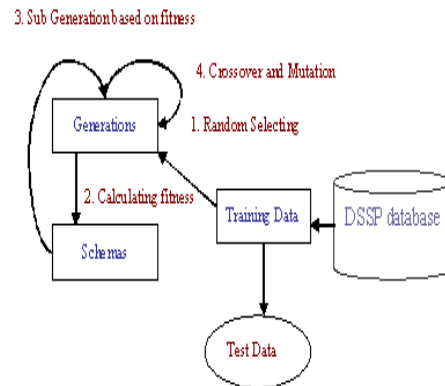 3. Sub Generation based on fitness
4. Crossover and Mutation
Generations
1. Random Selecting
2. Calculating fitness
Training Data
DSSP database
Schemas
Test Data